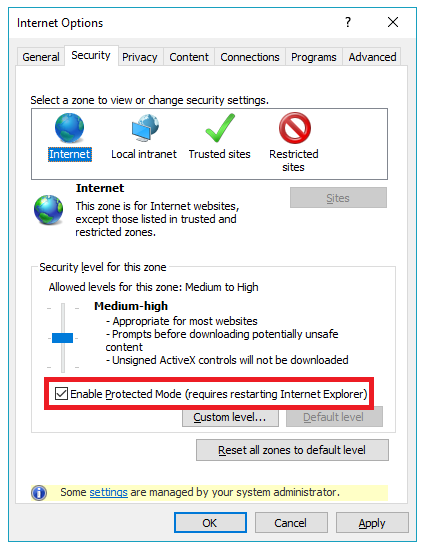 Internet Options
General Security Privacy Content Connections Programs Advanced
Select a zone to view or change security settings.
Internet Local intranet Trusted sites Restricted
sites
Internet
This zone is for Internet websites,
except those listed in trusted and
restricted zones.
Sites
Security level for this zone
Allowed levels for this zone: Medium to High
Medium-high
- Appropriate for most websites
- Prompts before downloading potentially unsafe
content
- Unsigned ActiveX controls will not be downloaded
Enable Protected Mode (requires restarting Internet Explorer)
Custom level... Default level
Reset all zones to default level
Some settings are managed by your system administrator.
OK Cancel Apply